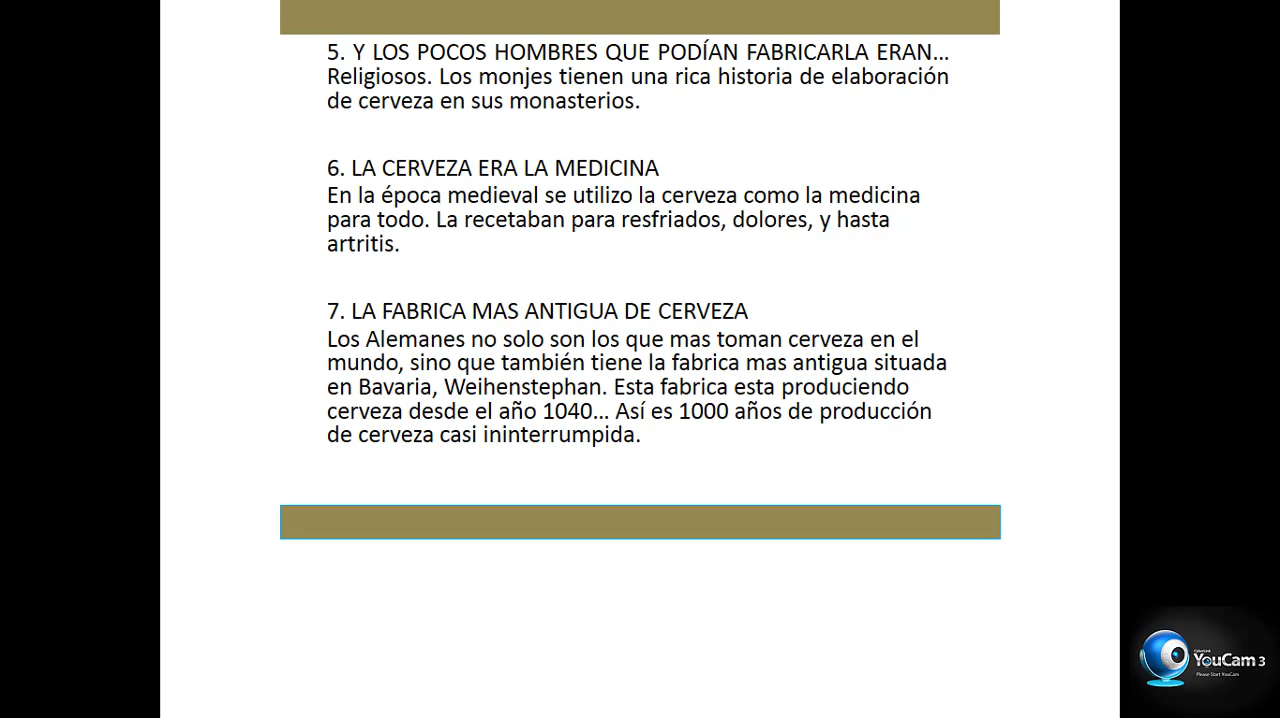 5. Y LOS POCOS HOMBRES QUE PODÍAN FABRICARLA ERAN…
Religiosos. Los monjes tienen una rica historia de elaboración
de cerveza en sus monasterios.
6. LA CERVEZA ERA LA MEDICINA
En la época medieval se utilizo la cerveza como la medicina
para todo. La recetaban para resfriados, dolores, y hasta
artritis.
7. LA FABRICA MAS ANTIGUA DE CERVEZA
Los Alemanes no solo son los que mas toman cerveza en el
mundo, sino que también tiene la fabrica mas antigua situada
en Bavaria, Weihenstephan. Esta fabrica esta produciendo
cerveza desde el año 1040… Así es 1000 años de producción
de cerveza casi ininterrumpida.
CyberLink
YouCam 3
Please Start YouCam